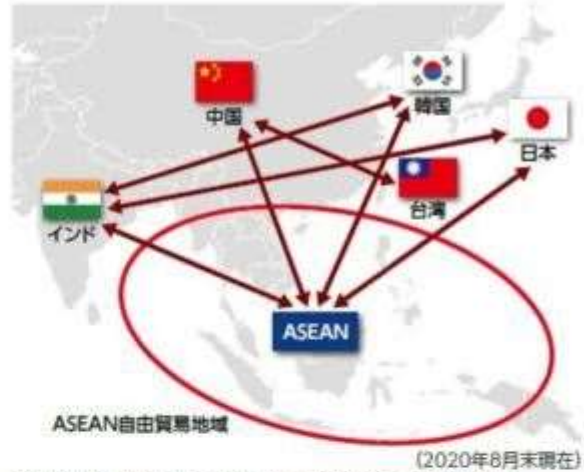 中国
韓国
日本
台湾
インド
ASEAN
ASEAN自由貿易地域
(2020年8月末現在)